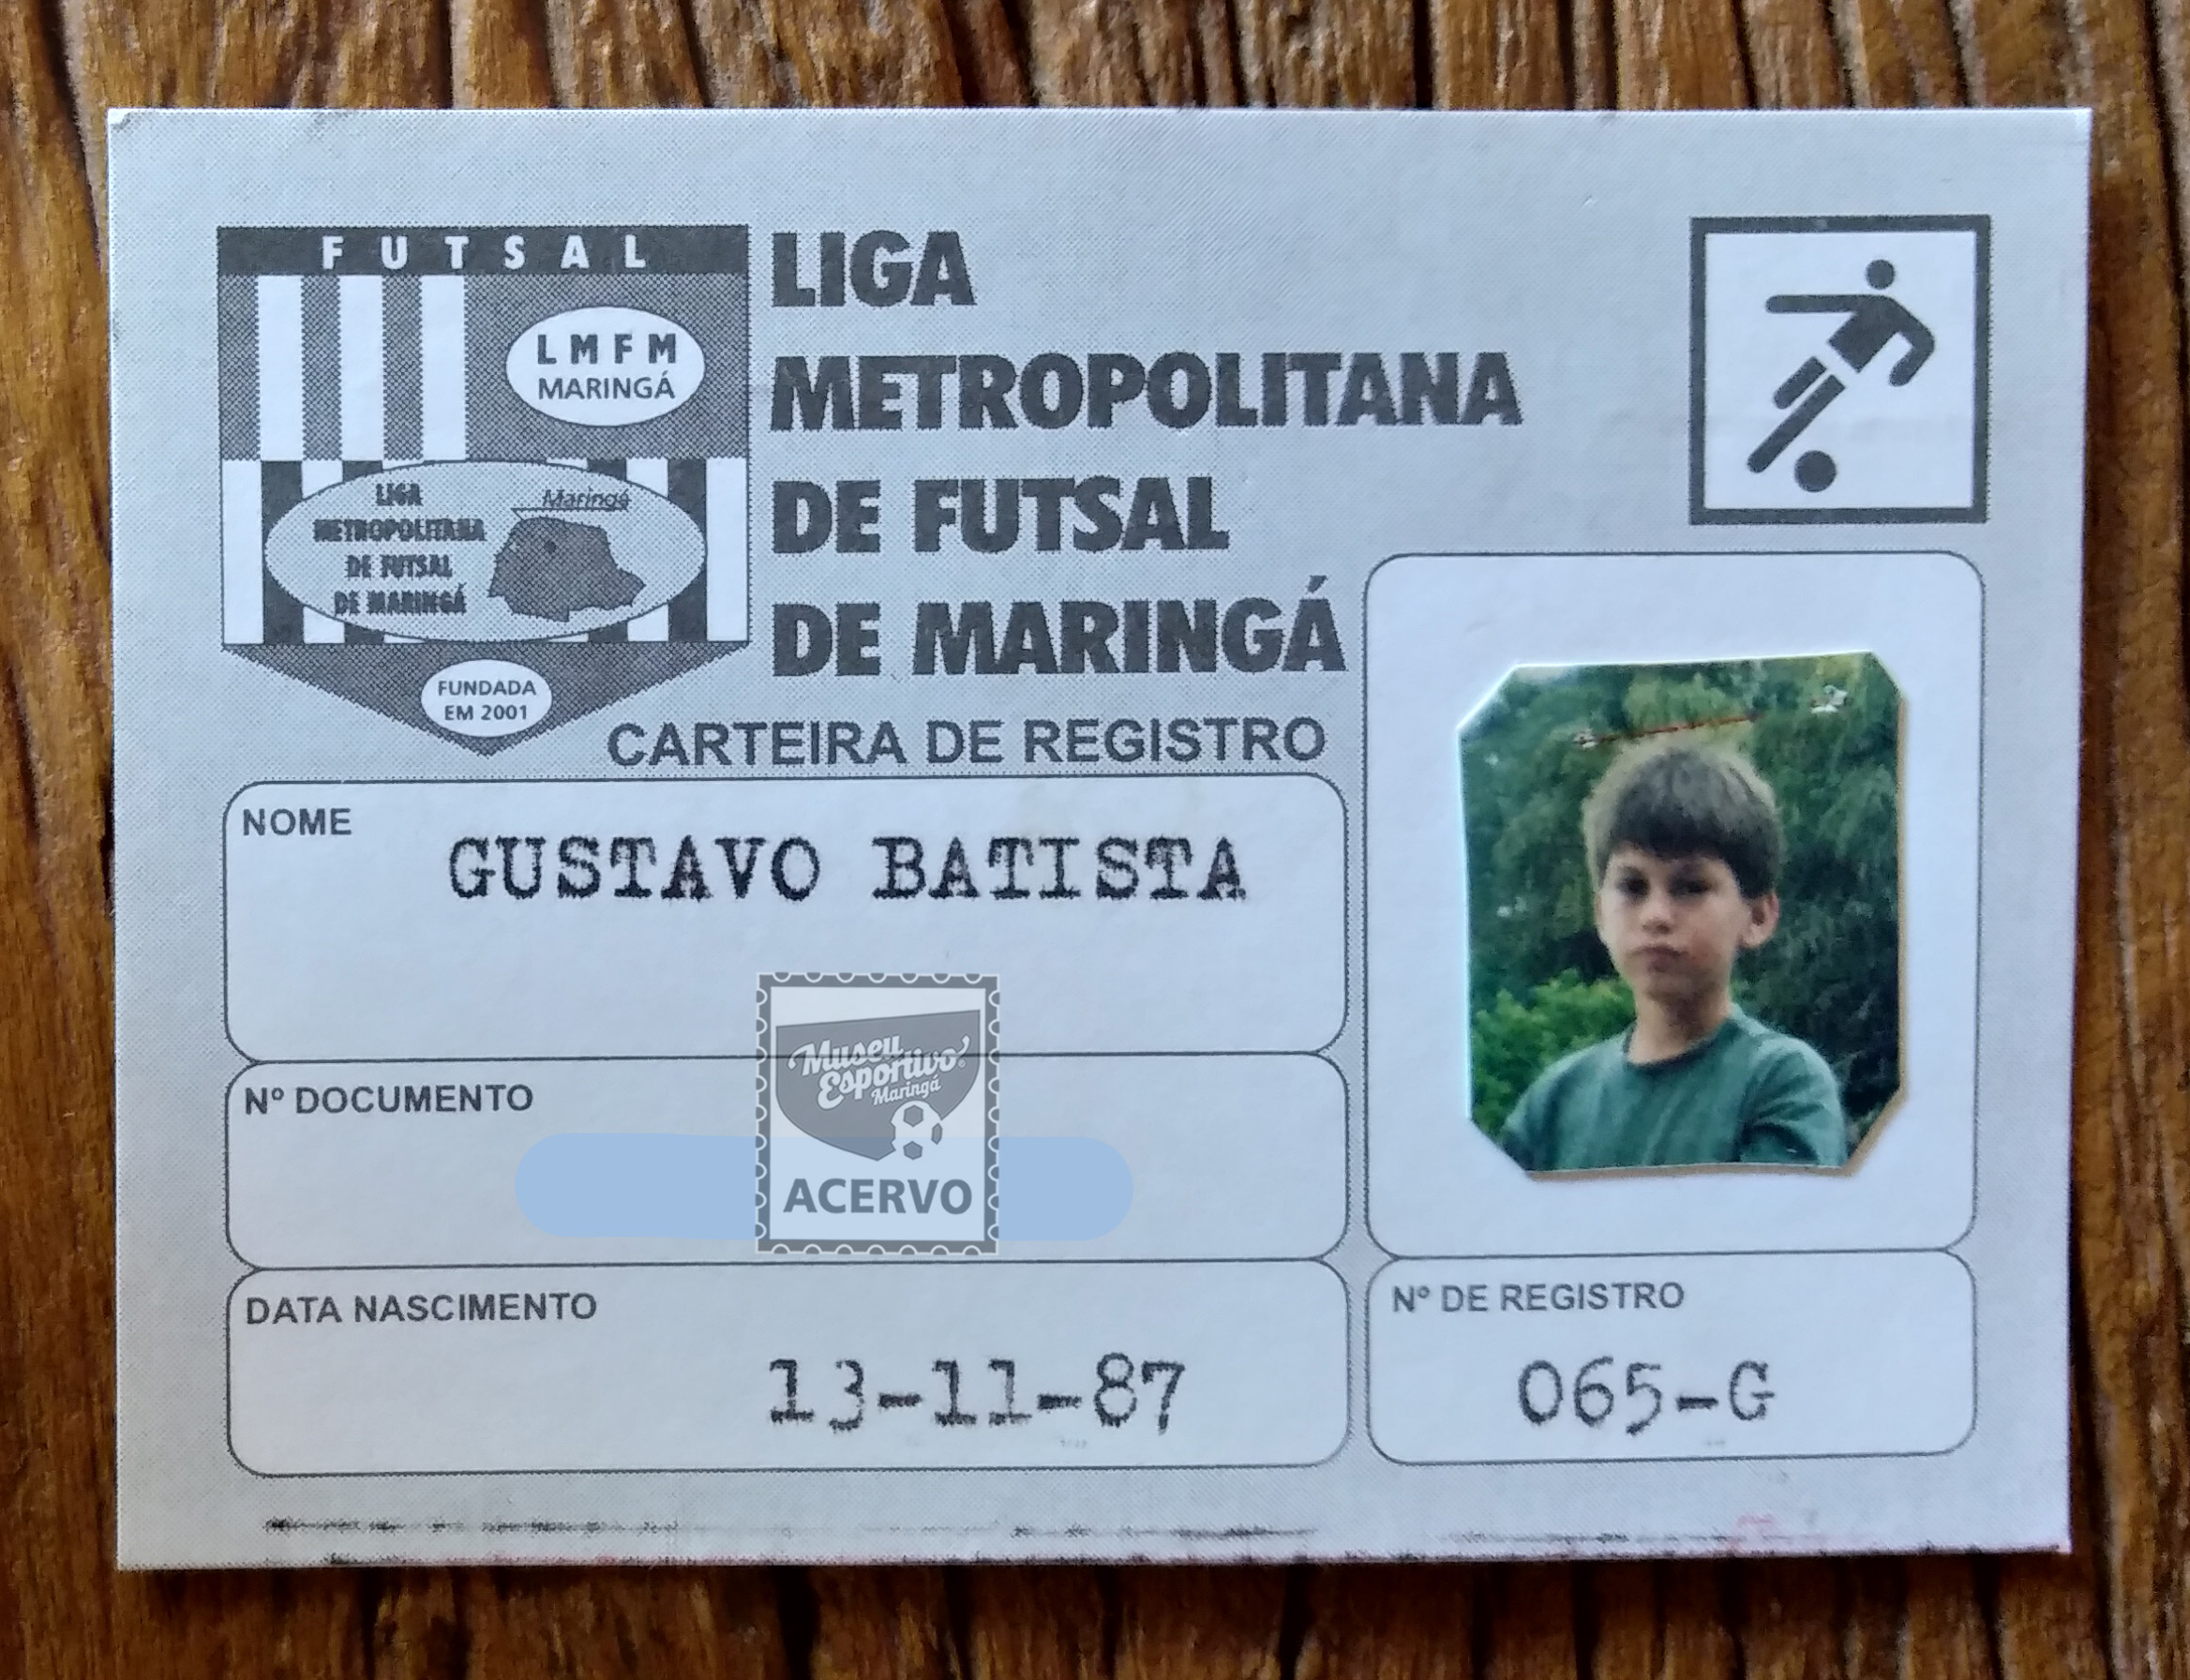 FUTSAL
LMFM
MARINGÁ
LIGA
METROPOLITANA
DE FUTSAL
DE MARINGÁ
Maringá
FUNDADA
EM 2001
LIGA
METROPOLITANA
DE FUTSAL
DE MARINGÁ
CARTEIRA DE REGISTRO
NOME
GUSTAVO BATISTA
Nº DOCUMENTO
Museu
Esportivo
Maringá
ACERVO
DATA NASCIMENTO
13-11-87
Nº DE REGISTRO
065-G